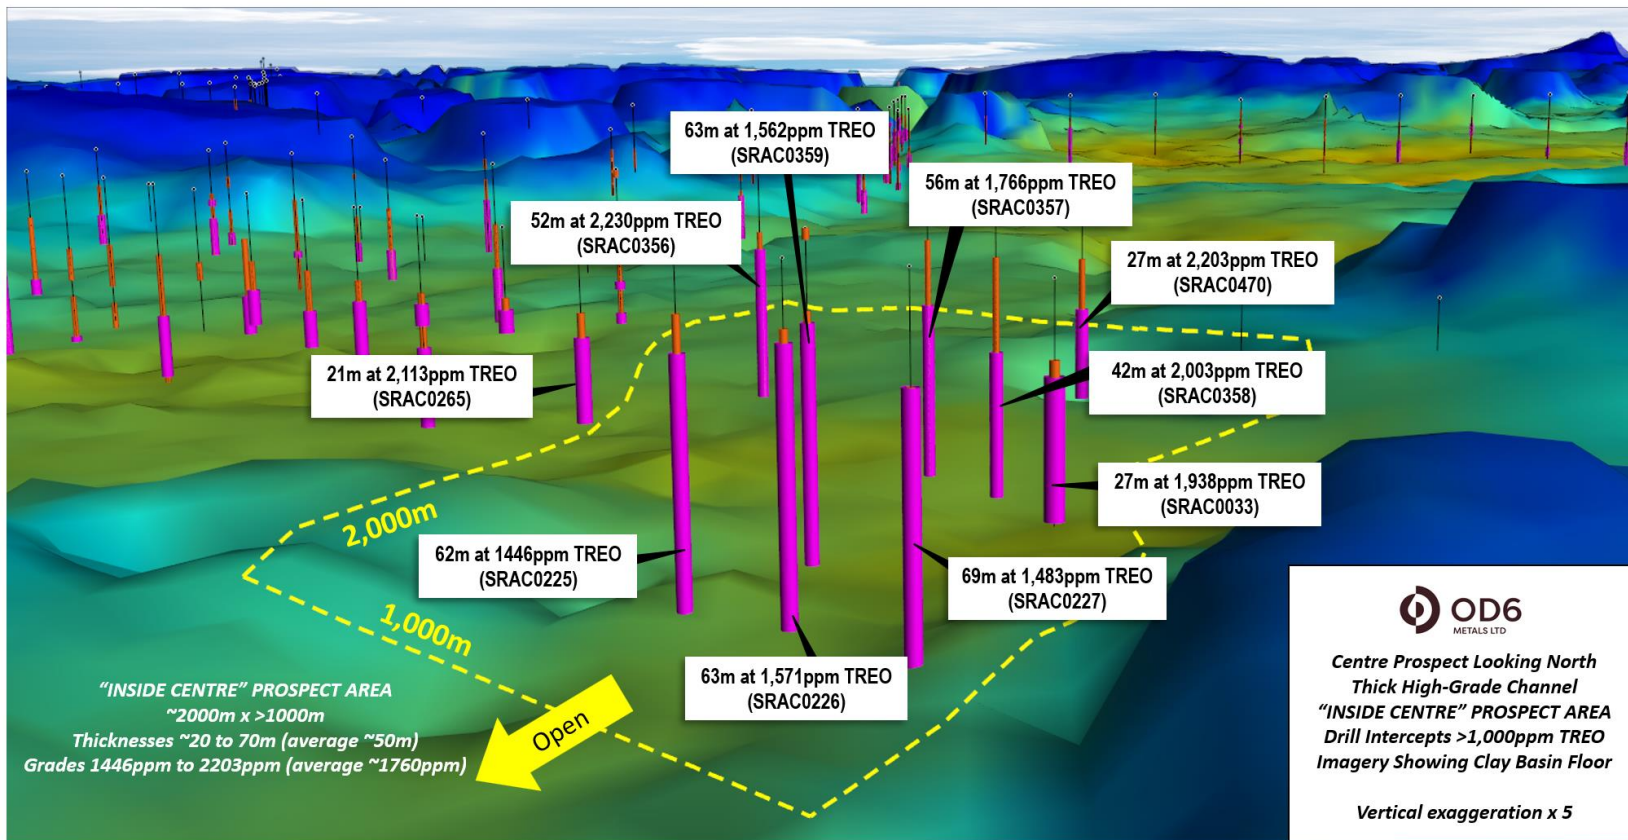 63m at 1,562ppm TREO
(SRAC0359)
56m at 1,766ppm TREO
(SRAC0357)
52m at 2,230ppm TREO
(SRAC0356)
27m at 2,203ppm TREO
(SRAC0470)
21m at 2,113ppm TREO
(SRAC0265)
42m at 2,003ppm TREO
(SRAC0358)
27m at 1,938ppm TREO
(SRAC0033)
2,000m
62m at 1446ppm TREO
(SRAC0225)
69m at 1,483ppm TREO
(SRAC0227)
1,000m
63m at 1,571ppm TREO
(SRAC0226)
Open
“INSIDE CENTRE” PROSPECT AREA
~2000m x >1000m
Thicknesses ~20 to 70m (average ~50m)
Grades 1446ppm to 2203ppm (average ~1760ppm)
OD6
METALS LTD
Centre Prospect Looking North
Thick High-Grade Channel
“INSIDE CENTRE” PROSPECT AREA
Drill Intercepts >1,000ppm TREO
Imagery Showing Clay Basin Floor
Vertical exaggeration x 5